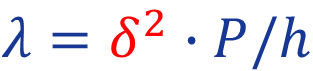 λ = δ² · P/h